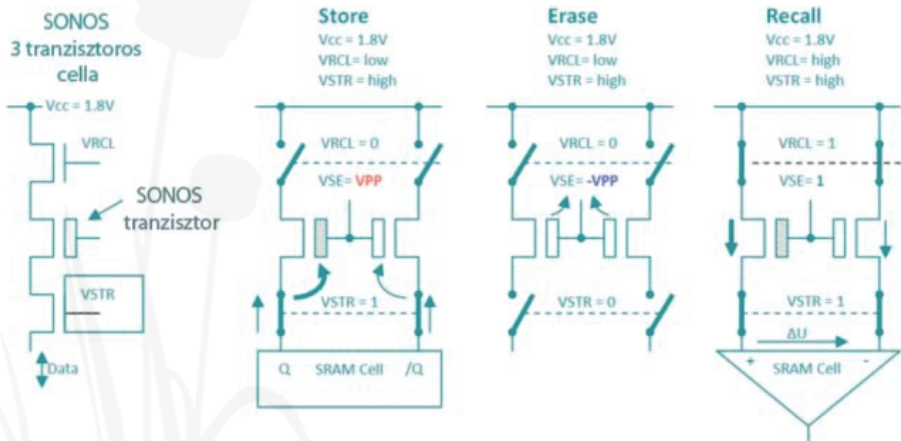 SONOS
3 tranzisztoros
cella
Vcc = 1.8V
VRCL
SONOS
tranzisztor
VSTR
Data
Store
Vcc = 1.8V
VRCL= low
VSTR = high
VRCL = 0
VSE= VPP
VSTR = 1
Q SRAM Cell /Q
Erase
Vcc = 1.8V
VRCL= low
VSTR = high
VRCL = 0
VSE= -VPP
VSTR = 0
Recall
Vcc = 1.8V
VRCL= high
VSTR = high
VRCL = 1
VSE= 1
VSTR = 1
ΔU
+ -
SRAM Cell